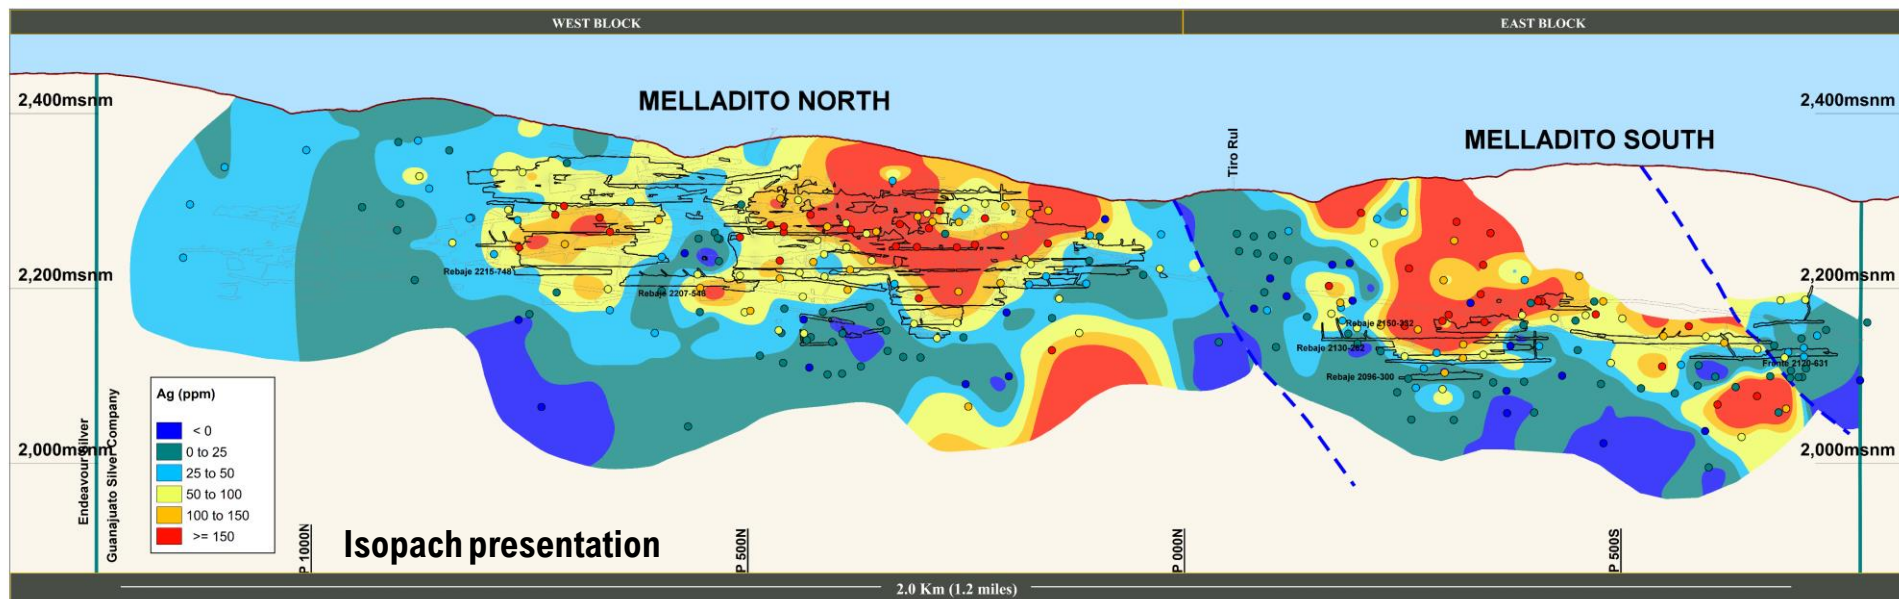 WEST BLOCK
EAST BLOCK
MELLADITO NORTH
MELLADITO SOUTH
2,400msnm
2,400msnm
Tiro Rul
2,200msnm
2,200msnm
Rebaje 2215-748
Rebaje 2207-546
Rebaje 2150-352
Rebaje 2130-262
Frente 2120-631
Rebaje 2096-300
2,000msnm
2,000msnm
Endeavour Silver
Guanajuato Silver Company
Ag (ppm)
< 0
0 to 25
25 to 50
50 to 100
100 to 150
>= 150
P 1000N
P 500N
P 000N
P 500S
Isopach presentation
2.0 Km (1.2 miles)